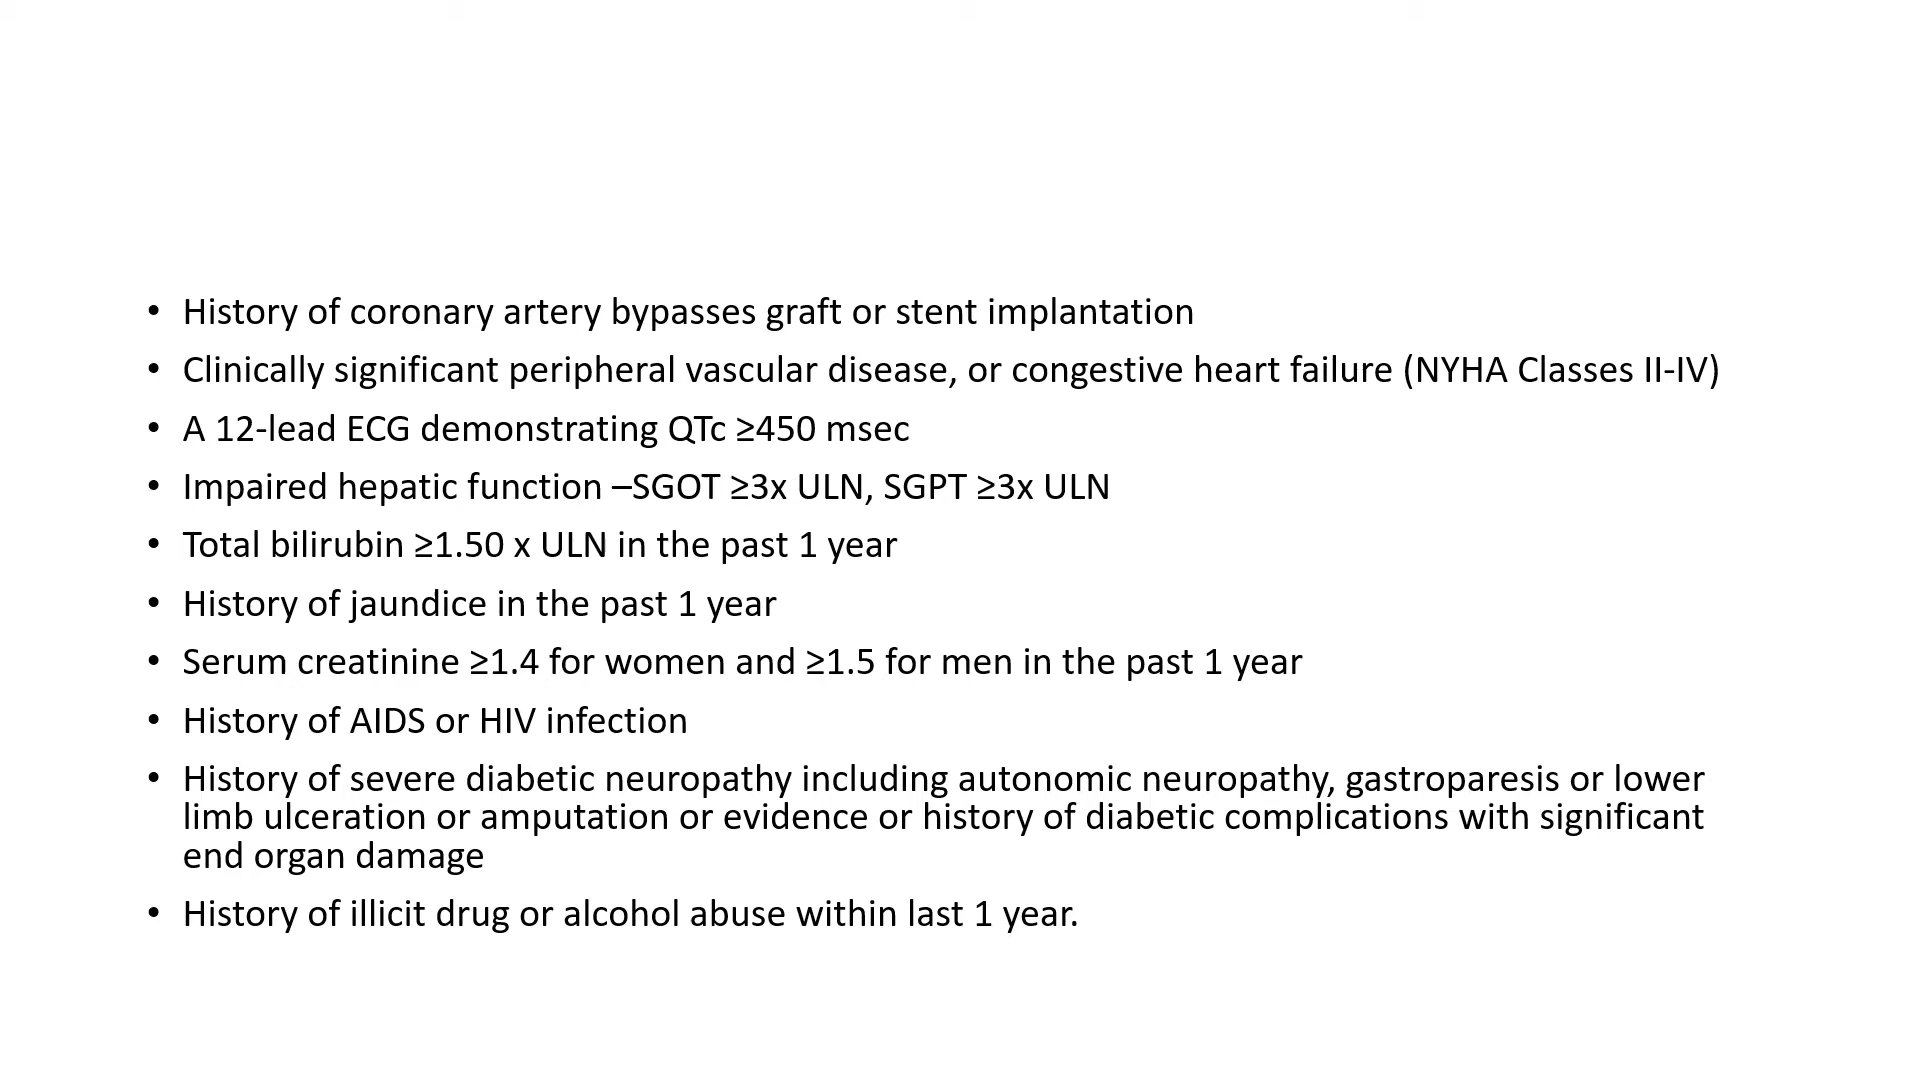 • History of coronary artery bypasses graft or stent implantation
• Clinically significant peripheral vascular disease, or congestive heart failure (NYHA Classes II-IV)
• A 12-lead ECG demonstrating QTc ≥450 msec
• Impaired hepatic function –SGOT ≥3x ULN, SGPT ≥3x ULN
• Total bilirubin ≥1.50 x ULN in the past 1 year
• History of jaundice in the past 1 year
• Serum creatinine ≥1.4 for women and ≥1.5 for men in the past 1 year
• History of AIDS or HIV infection
• History of severe diabetic neuropathy including autonomic neuropathy, gastroparesis or lower
limb ulceration or amputation or evidence or history of diabetic complications with significant
end organ damage
• History of illicit drug or alcohol abuse within last 1 year.